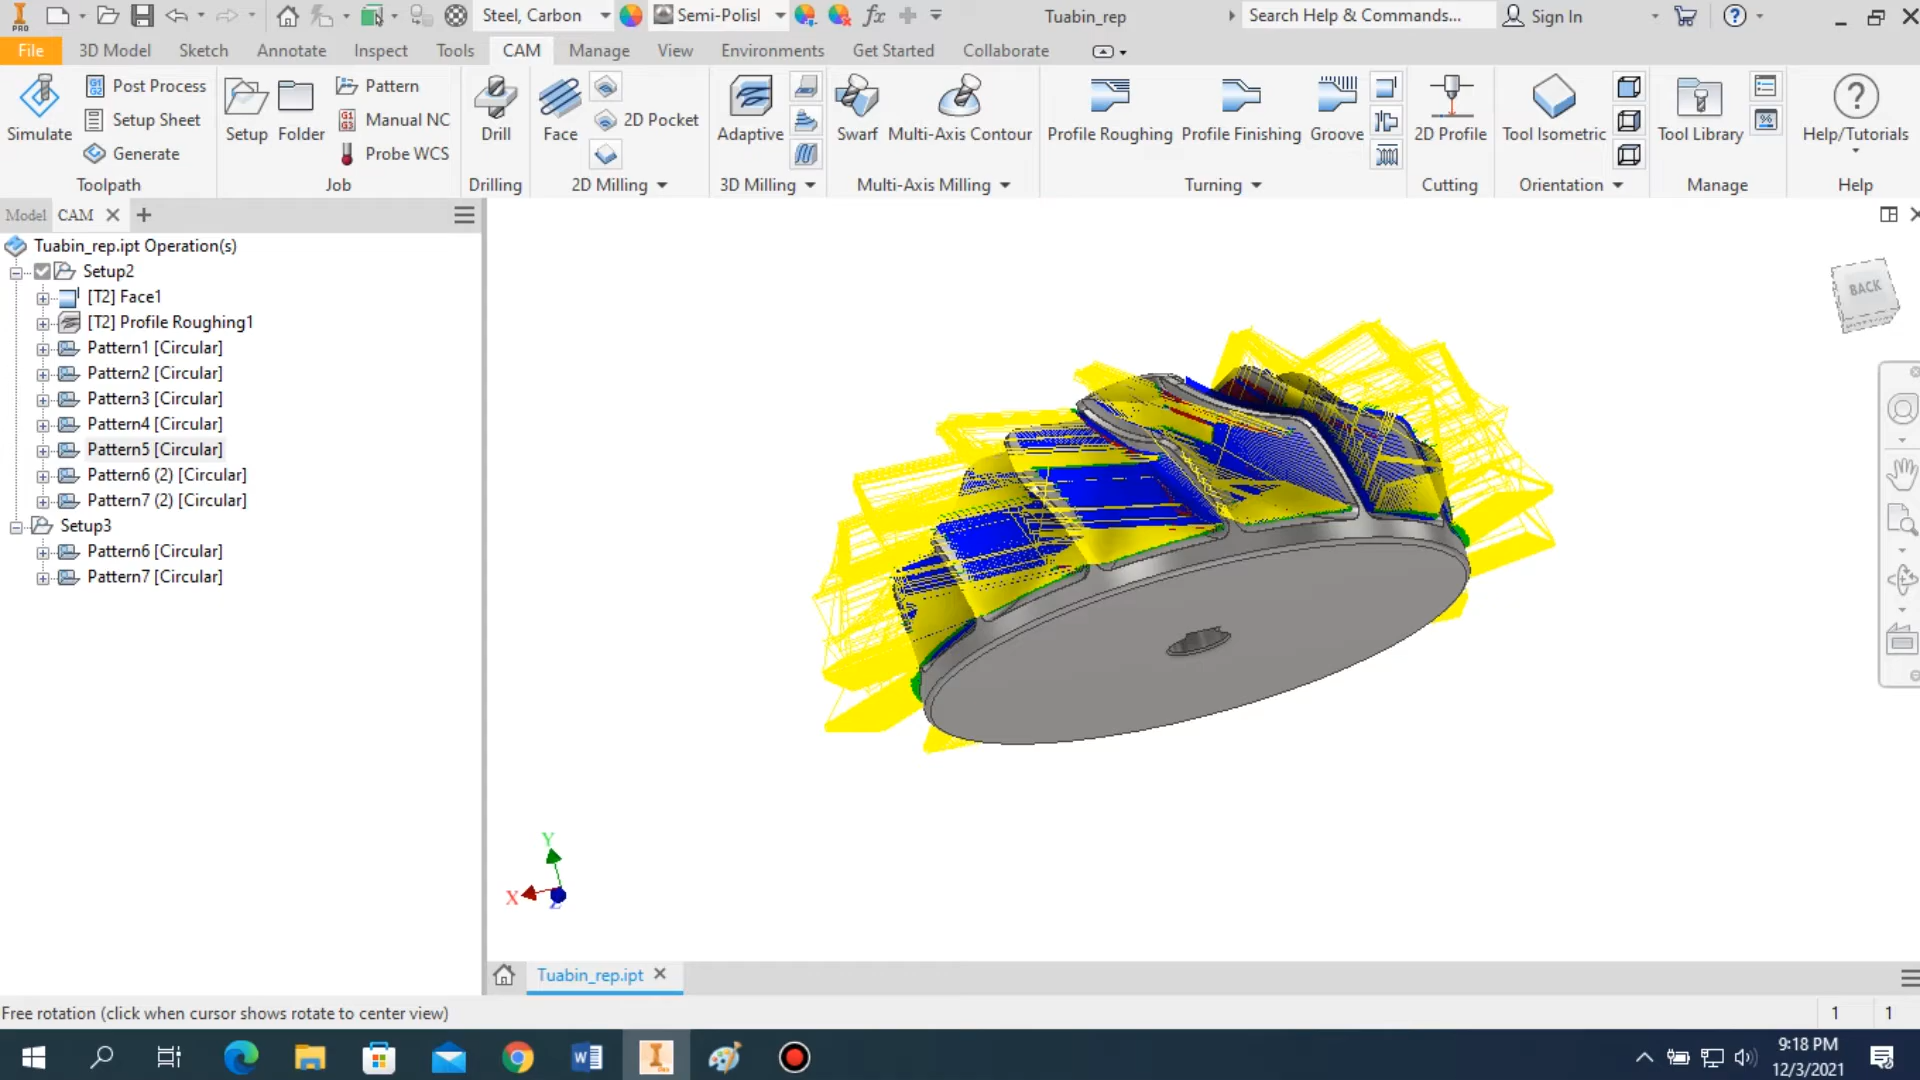 PRO
Steel, Carbon
Semi-Polisl
fx
Tuabin_rep
Search Help & Commands...
Sign In
File
3D Model
Sketch
Annotate
Inspect
Tools
CAM
Manage
View
Environments
Get Started
Collaborate
Simulate
Post Process
Setup Sheet
Generate
Toolpath
Setup
Folder
Pattern
Manual NC
Probe WCS
Job
Drill
Drilling
Face
2D Pocket
2D Milling
Adaptive
3D Milling
Swarf
Multi-Axis Contour
Multi-Axis Milling
Profile Roughing
Profile Finishing
Groove
Turning
2D Profile
Cutting
Tool Isometric
Orientation
Tool Library
Manage
Help/Tutorials
Help
Model
CAM
Tuabin_rep.ipt Operation(s)
Setup2
[T2] Face1
[T2] Profile Roughing1
Pattern1 [Circular]
Pattern2 [Circular]
Pattern3 [Circular]
Pattern4 [Circular]
Pattern5 [Circular]
Pattern6 (2) [Circular]
Pattern7 (2) [Circular]
Setup3
Pattern6 [Circular]
Pattern7 [Circular]
BACK
Y
X
Z
Tuabin_rep.ipt
Free rotation (click when cursor shows rotate to center view)
1
1
9:18 PM
12/3/2021